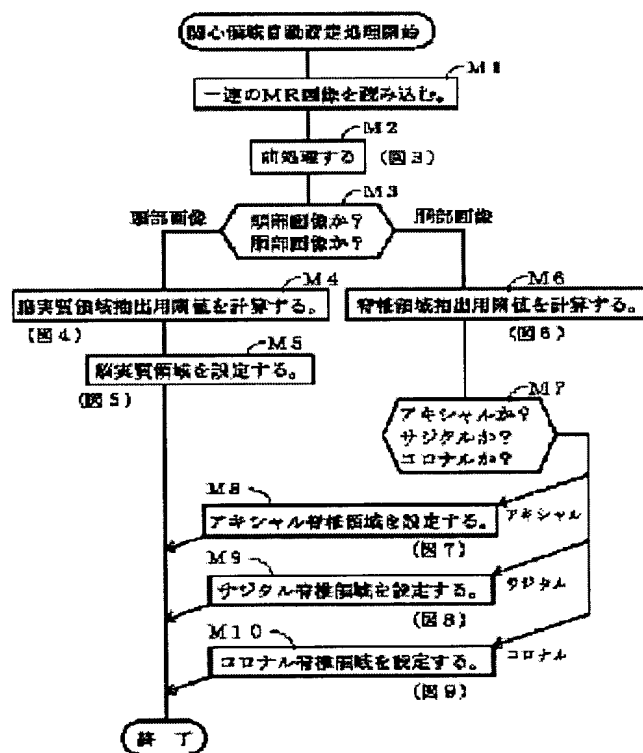 関心領域自動設定処理開始
M1
一連のMR画像を読み込む。
M2
前処理する (図3)
M3
頭部画像 頭部画像か? 胴部画像
胴部画像か?
M4
脳実質領域抽出用閾値を計算する。
(図4)
M5
脳実質領域を設定する。
(図5)
M6
脊椎領域抽出用閾値を計算する。
(図6)
M7
アキシャルか?
サジタルか?
コロナルか?
M8
アキシャル脊椎領域を設定する。 アキシャル
(図7)
M9
サジタル脊椎領域を設定する。 サジタル
(図8)
M10
コロナル脊椎領域を設定する。 コロナル
(図9)
終了